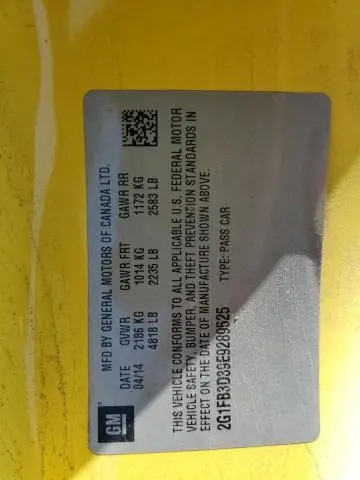 GM
MFD BY GENERAL MOTORS OF CANADA LTD.
DATE GVWR GAWR FRT GAWR RR
04/14 2186 KG 1014 KG 1172 KG
4818 LB 2235 LB 2583 LB
THIS VEHICLE CONFORMS TO ALL APPLICABLE U.S. FEDERAL MOTOR
VEHICLE SAFETY, BUMPER, AND THEFT PREVENTION STANDARDS IN
EFFECT ON THE DATE OF MANUFACTURE SHOWN ABOVE.
2G1FB3D39E9289525 TYPE: PASS CAR